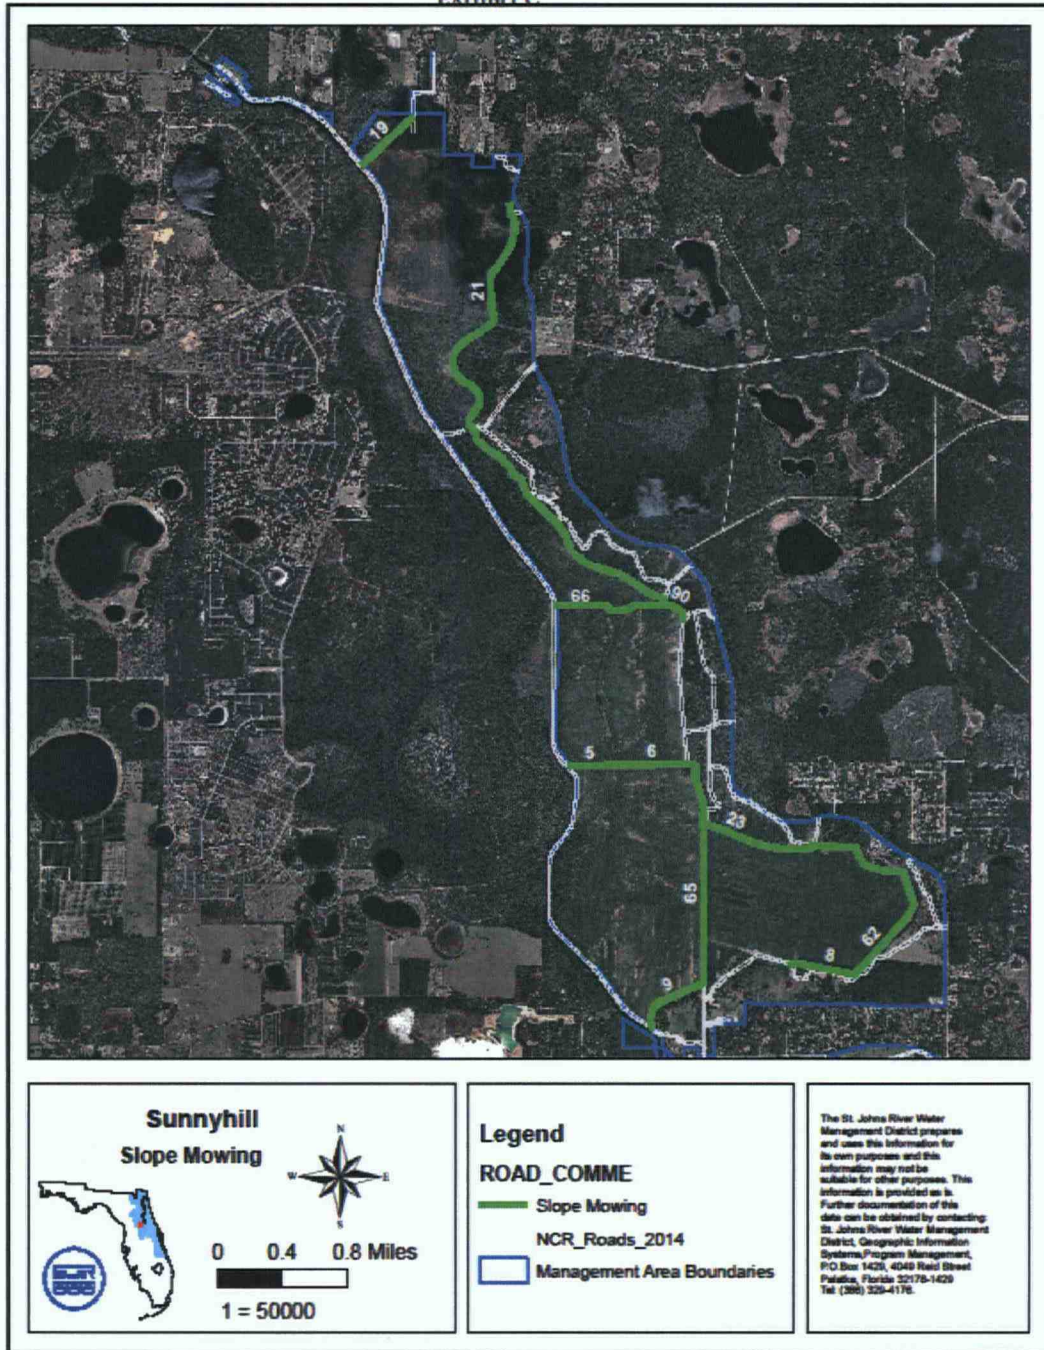 19
21
66
90
5
6
23
65
62
8
9
Sunnyhill
Slope Mowing
N
W
E
S
0 0.4 0.8 Miles
1 = 50000
Legend
ROAD_COMME
Slope Mowing
NCR_Roads_2014
Management Area Boundaries
The St. Johns River Water
Management District prepares
and uses this information for
its own purposes and this
information may not be
suitable for other purposes. This
information is provided as is.
Further documentation of this
data can be obtained by contacting:
St. Johns River Water Management
District, Geographic Information
Systems,Program Management,
P.O.Box 1429, 4049 Reid Street
Palatka, Florida 32178-1429
Tel: (386) 329-4176.